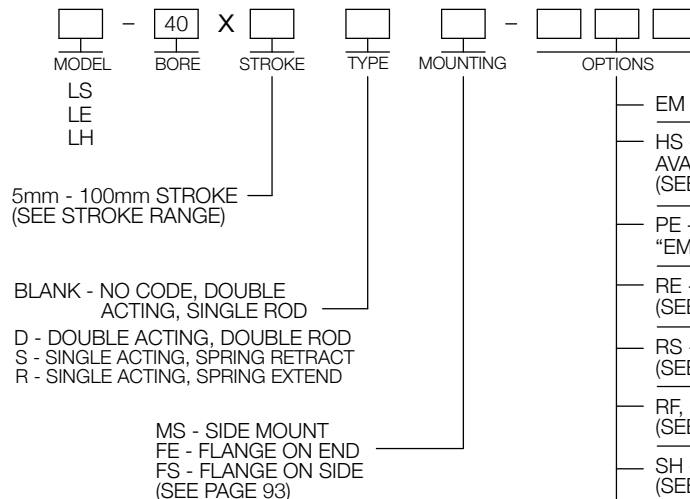 - 40 X -
MODEL BORE STROKE TYPE MOUNTING OPTIONS
LS
LE
LH
5mm - 100mm STROKE
(SEE STROKE RANGE)
BLANK - NO CODE, DOUBLE
ACTING, SINGLE ROD
D - DOUBLE ACTING, DOUBLE ROD
S - SINGLE ACTING, SPRING RETRACT
R - SINGLE ACTING, SPRING EXTEND
MS - SIDE MOUNT
FE - FLANGE ON END
FS - FLANGE ON SIDE
(SEE PAGE 93)
EM
HS
AVA
(SEE
PE -
"EM
RE -
(SEE
RS -
(SEE
RF,
(SEE
SH
(SEE